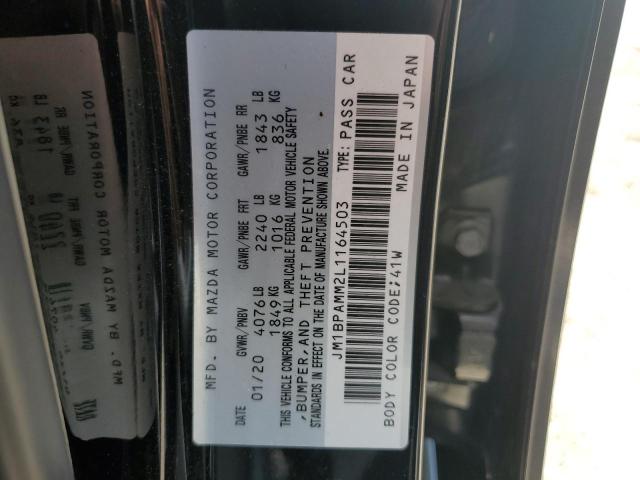 MFD. BY MAZDA MOTOR CORPORATION
DATE GVWR/PNBV GAWR/PNBE FRT GAWR/PNBE RR
01/20 4076LB 2240 LB 1843 LB
1849KG 1016 KG 836 KG
THIS VEHICLE CONFORMS TO ALL APPLICABLE FEDERAL MOTOR VEHICLE SAFETY
,BUMPER,AND THEFT PREVENTION
STANDARDS IN EFFECT ON THE DATE OF MANUFACTURE SHOWN ABOVE.
JM1BPAMM2L1164503 TYPE: PASS CAR
BODY COLOR CODE;41W MADE IN JAPAN
MFD. BY MAZDA MOTOR CORPORATION